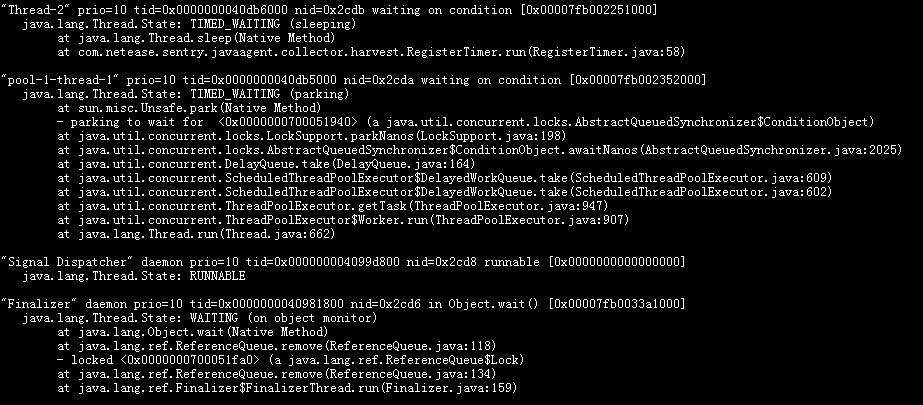 "Thread-2" prio=10 tid=0x0000000040db6000 nid=0x2cdb waiting on condition [0x00007fb002251000]
java.lang.Thread.State: TIMED_WAITING (sleeping)
at java.lang.Thread.sleep(Native Method)
at com.netease.sentry.javaagent.collector.harvest.RegisterTimer.run(RegisterTimer.java:58)
"pool-1-thread-1" prio=10 tid=0x0000000040db5000 nid=0x2cda waiting on condition [0x00007fb002352000]
java.lang.Thread.State: TIMED_WAITING (parking)
at sun.misc.Unsafe.park(Native Method)
- parking to wait for  <0x0000000700051940> (a java.util.concurrent.locks.AbstractQueuedSynchronizer$ConditionObject)
at java.util.concurrent.locks.LockSupport.parkNanos(LockSupport.java:198)
at java.util.concurrent.locks.AbstractQueuedSynchronizer$ConditionObject.awaitNanos(AbstractQueuedSynchronizer.java:2025)
at java.util.concurrent.DelayQueue.take(DelayQueue.java:164)
at java.util.concurrent.ScheduledThreadPoolExecutor$DelayedWorkQueue.take(ScheduledThreadPoolExecutor.java:609)
at java.util.concurrent.ScheduledThreadPoolExecutor$DelayedWorkQueue.take(ScheduledThreadPoolExecutor.java:602)
at java.util.concurrent.ThreadPoolExecutor.getTask(ThreadPoolExecutor.java:947)
at java.util.concurrent.ThreadPoolExecutor$Worker.run(ThreadPoolExecutor.java:907)
at java.lang.Thread.run(Thread.java:662)
"Signal Dispatcher" daemon prio=10 tid=0x000000004099d800 nid=0x2cd8 runnable [0x0000000000000000]
java.lang.Thread.State: RUNNABLE
"Finalizer" daemon prio=10 tid=0x0000000040981800 nid=0x2cd6 in Object.wait() [0x00007fb0033a1000]
java.lang.Thread.State: WAITING (on object monitor)
at java.lang.Object.wait(Native Method)
at java.lang.ref.ReferenceQueue.remove(ReferenceQueue.java:118)
- locked <0x0000000700051fa0> (a java.lang.ref.ReferenceQueue$Lock)
at java.lang.ref.ReferenceQueue.remove(ReferenceQueue.java:134)
at java.lang.ref.Finalizer$FinalizerThread.run(Finalizer.java:159)